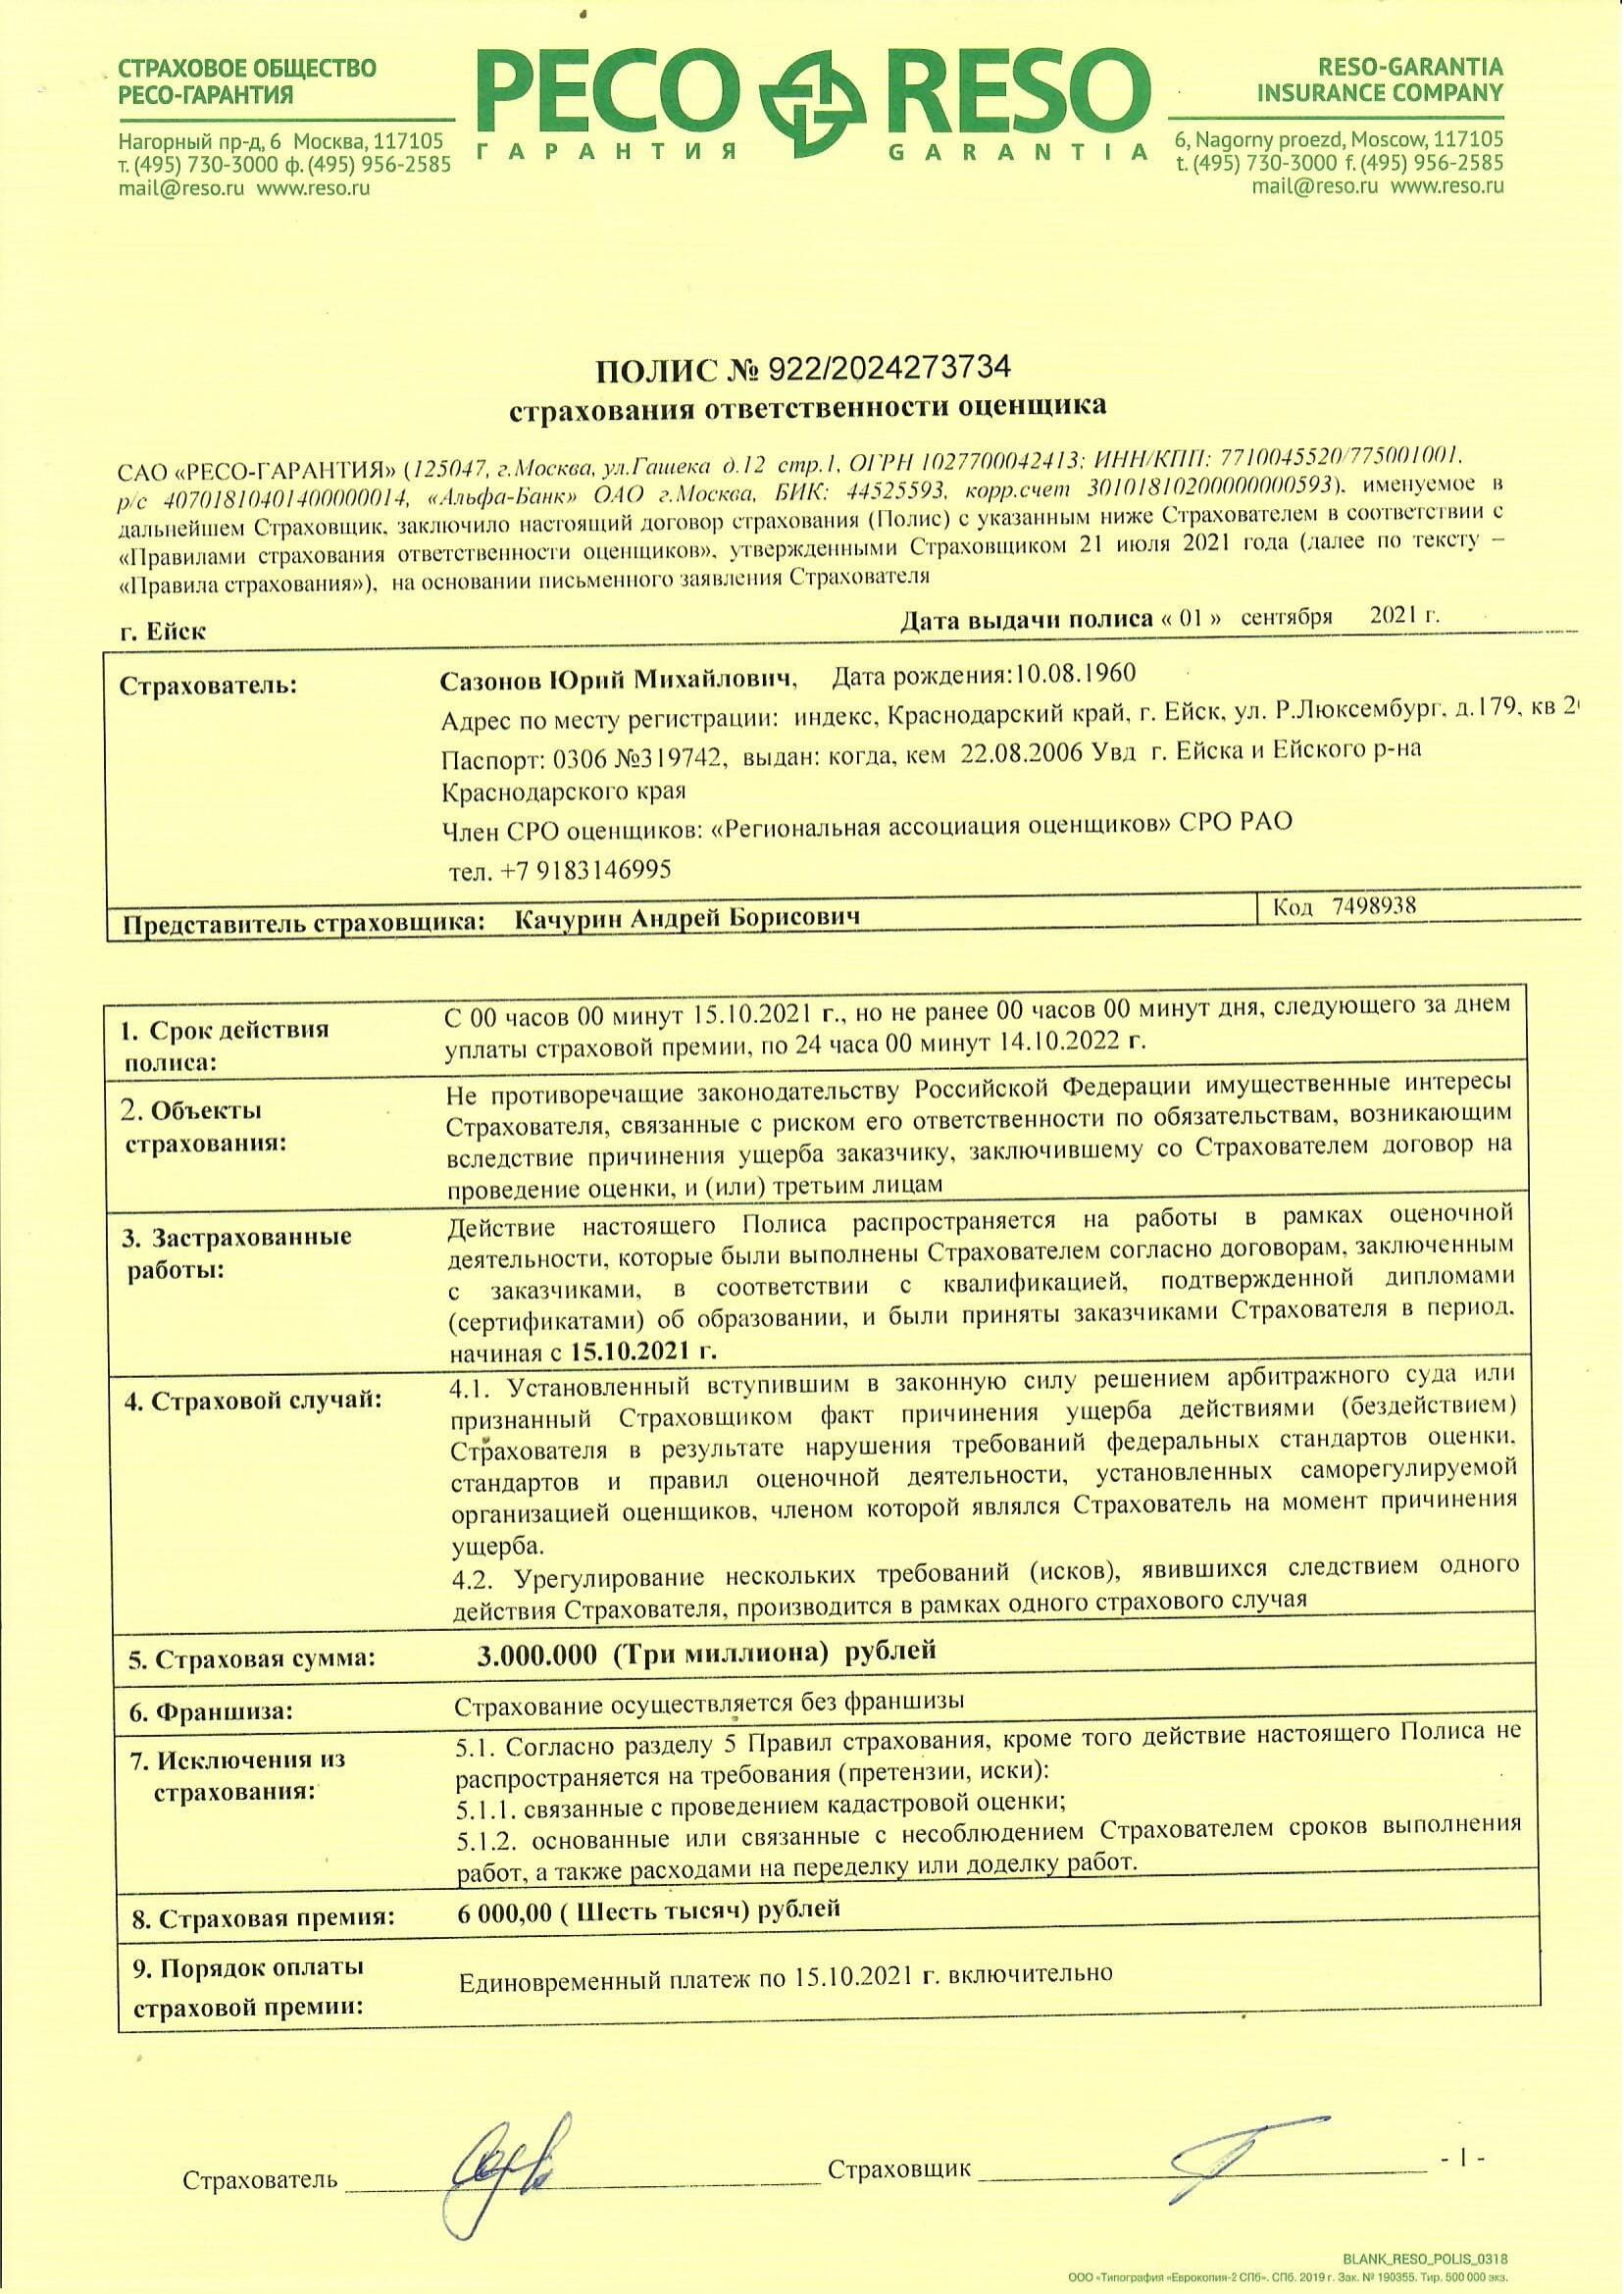 СТРАХОВОЕ ОБЩЕСТВО
РЕСО-ГАРАНТИЯ
Нагорный пр-д, 6 Москва, 117105
т. (495) 730-3000 ф. (495) 956-2585
mail@reso.ru www.reso.ru
РЕСО RESO
ГАРАНТИЯ GARANTIA
RESO-GARANTIA
INSURANCE COMPANY
6, Nagorny proezd, Moscow, 117105
t. (495) 730-3000 f. (495) 956-2585
mail@reso.ru www.reso.ru
ПОЛИС № 922/2024273734
страхования ответственности оценщика
САО «РЕСО-ГАРАНТИЯ» (125047, г.Москва, ул.Гашека д.12 стр.1, ОГРН 1027700042413; ИНН/КПП: 7710045520/775001001,
р/с 40701810401400000014, «Альфа-Банк» ОАО г.Москва, БИК: 44525593, корр.счет 30101810200000000593), именуемое в
дальнейшем Страховщик, заключило настоящий договор страхования (Полис) с указанным ниже Страхователем в соответствии с
«Правилами страхования ответственности оценщиков», утвержденными Страховщиком 21 июля 2021 года (далее по тексту –
«Правила страхования»), на основании письменного заявления Страхователя
г. Ейск Дата выдачи полиса « 01 » сентября 2021 г.
Страхователь: Сазонов Юрий Михайлович, Дата рождения:10.08.1960
Адрес по месту регистрации: индекс, Краснодарский край, г. Ейск, ул. Р.Люксембург, д.179, кв
Паспорт: 0306 №319742, выдан: когда, кем 22.08.2006 Увд г. Ейска и Ейского р-на
Краснодарского края
Член СРО оценщиков: «Региональная ассоциация оценщиков» СРО РАО
тел. +7 9183146995
Представитель страховщика: Качурин Андрей Борисович Код 7498938
1. Срок действия
полиса:
С 00 часов 00 минут 15.10.2021 г., но не ранее 00 часов 00 минут дня, следующего за днем
уплаты страховой премии, по 24 часа 00 минут 14.10.2022 г.
2. Объекты
страхования:
Не противоречащие законодательству Российской Федерации имущественные интересы
Страхователя, связанные с риском его ответственности по обязательствам, возникающим
вследствие причинения ущерба заказчику, заключившему со Страхователем договор на
проведение оценки, и (или) третьим лицам
3. Застрахованные
работы:
Действие настоящего Полиса распространяется на работы в рамках оценочной
деятельности, которые были выполнены Страхователем согласно договорам, заключенным
с заказчиками, в соответствии с квалификацией, подтвержденной дипломами
(сертификатами) об образовании, и были приняты заказчиками Страхователя в период,
начиная с 15.10.2021 г.
4. Страховой случай:
4.1. Установленный вступившим в законную силу решением арбитражного суда или
признанный Страховщиком факт причинения ущерба действиями (бездействием)
Страхователя в результате нарушения требований федеральных стандартов оценки,
стандартов и правил оценочной деятельности, установленных саморегулируемой
организацией оценщиков, членом которой являлся Страхователь на момент причинения
ущерба.
4.2. Урегулирование нескольких требований (исков), явившихся следствием одного
действия Страхователя, производится в рамках одного страхового случая
5. Страховая сумма: 3.000.000 (Три миллиона) рублей
6. Франшиза: Страхование осуществляется без франшизы
7. Исключения из
страхования:
5.1. Согласно разделу 5 Правил страхования, кроме того действие настоящего Полиса не
распространяется на требования (претензии, иски):
5.1.1. связанные с проведением кадастровой оценки;
5.1.2. основанные или связанные с несоблюдением Страхователем сроков выполнения
работ, а также расходами на переделку или доделку работ.
8. Страховая премия: 6 000,00 ( Шесть тысяч) рублей
9. Порядок оплаты
страховой премии:
Единовременный платеж по 15.10.2021 г. включительно
Страхователь Страховщик - 1 -
BLANK_RESO_POLIS_0318
ООО «Типография «Еврокопия-2 СПб». СПб. 2019 г. Зак. № 190355. Тир. 500 000 экз.